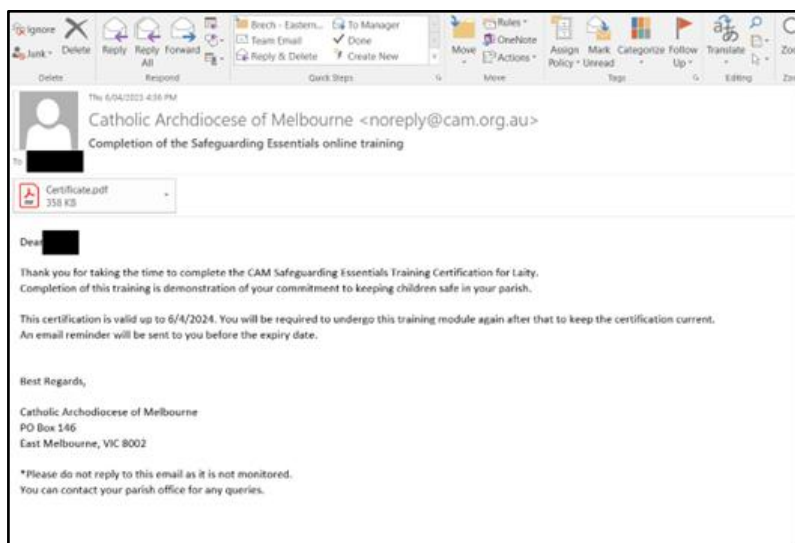 Ignore
Junk
Delete
Reply
Reply All
Forward
Brech - Eastern...
To Manager
Team Email
Done
Reply & Delete
Create New
Move
Rules
OneNote
Actions
Assign Policy
Mark Unread
Categorize
Follow Up
Translate
Delete
Respond
Quick Steps
Move
Tags
Editing
Thu 6/04/2023 4:36 PM
Catholic Archdiocese of Melbourne <noreply@cam.org.au>
Completion of the Safeguarding Essentials online training
To
Certificate.pdf
358 KB
Dear
Thank you for taking the time to complete the CAM Safeguarding Essentials Training Certification for Laity.
Completion of this training is demonstration of your commitment to keeping children safe in your parish.
This certification is valid up to 6/4/2024. You will be required to undergo this training module again after that to keep the certification current.
An email reminder will be sent to you before the expiry date.
Best Regards,
Catholic Archodiocese of Melbourne
PO Box 146
East Melbourne, VIC 8002
*Please do not reply to this email as it is not monitored.
You can contact your parish office for any queries.